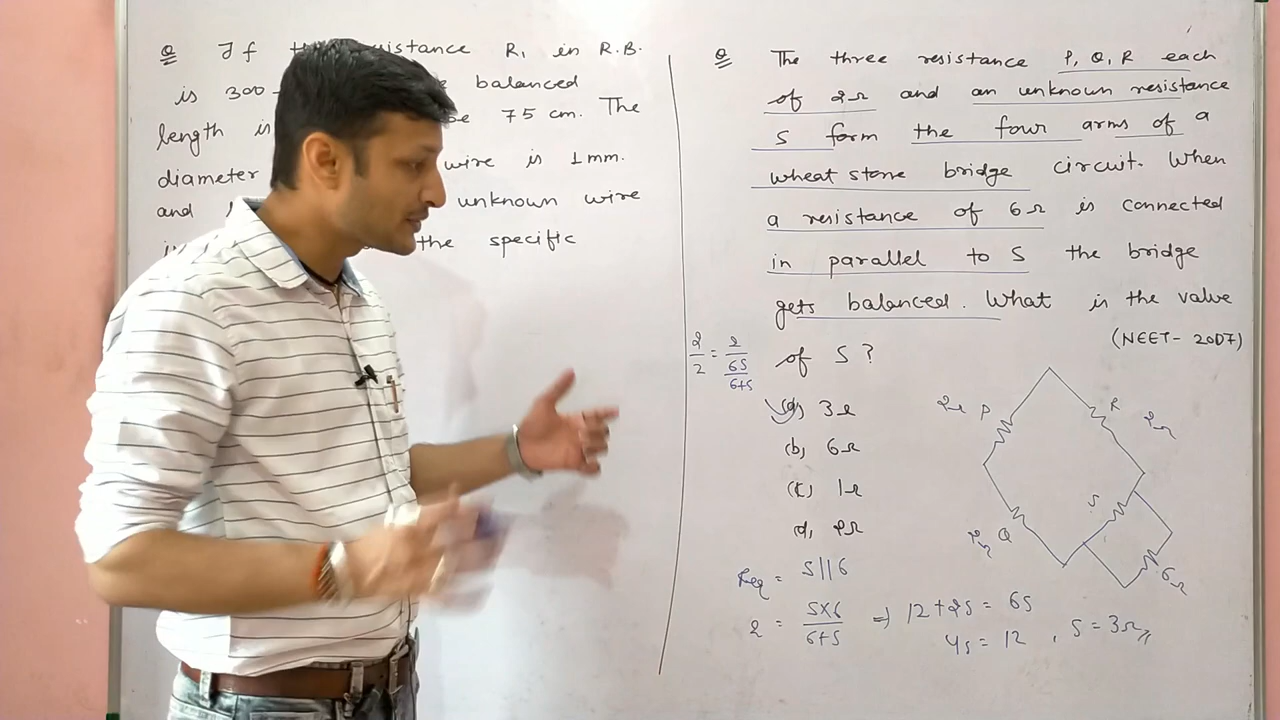 Q If the resistance R₁ in R.B.
is 300 balanced
length is 75 cm. The
diameter wire is 1mm.
and unknown wire
the specific
Q The three resistance P, Q, R each
of 2Ω and an unknown resistance
S form the four arms of a
wheat stone bridge circuit. When
a resistance of 6Ω is connected
in parallel to S the bridge
gets balanced. What is the value
(NEET- 2007)
of S ?
2/2 = 2/(6S/6+S)
(a) 3Ω
(b) 6Ω
(c) 1Ω
(d) 2Ω
2Ω P
R 2Ω
S
2Ω Q
6Ω
Req = S||6
2 = S×6/6+S ⇒ 12+2S = 6S
4S = 12 , S = 3Ω